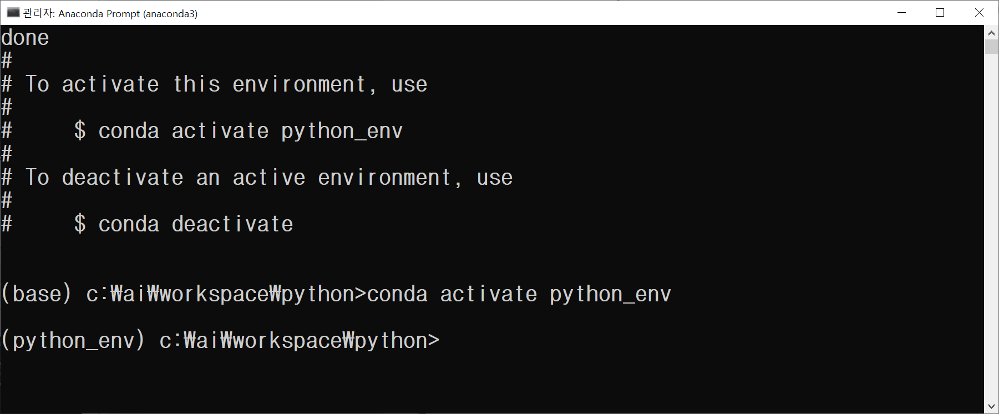 관리자: Anaconda Prompt (anaconda3)
done
#
# To activate this environment, use
#
#     $ conda activate python_env
#
# To deactivate an active environment, use
#
#     $ conda deactivate
(base) c:₩ai₩workspace₩python>conda activate python_env
(python_env) c:₩ai₩workspace₩python>